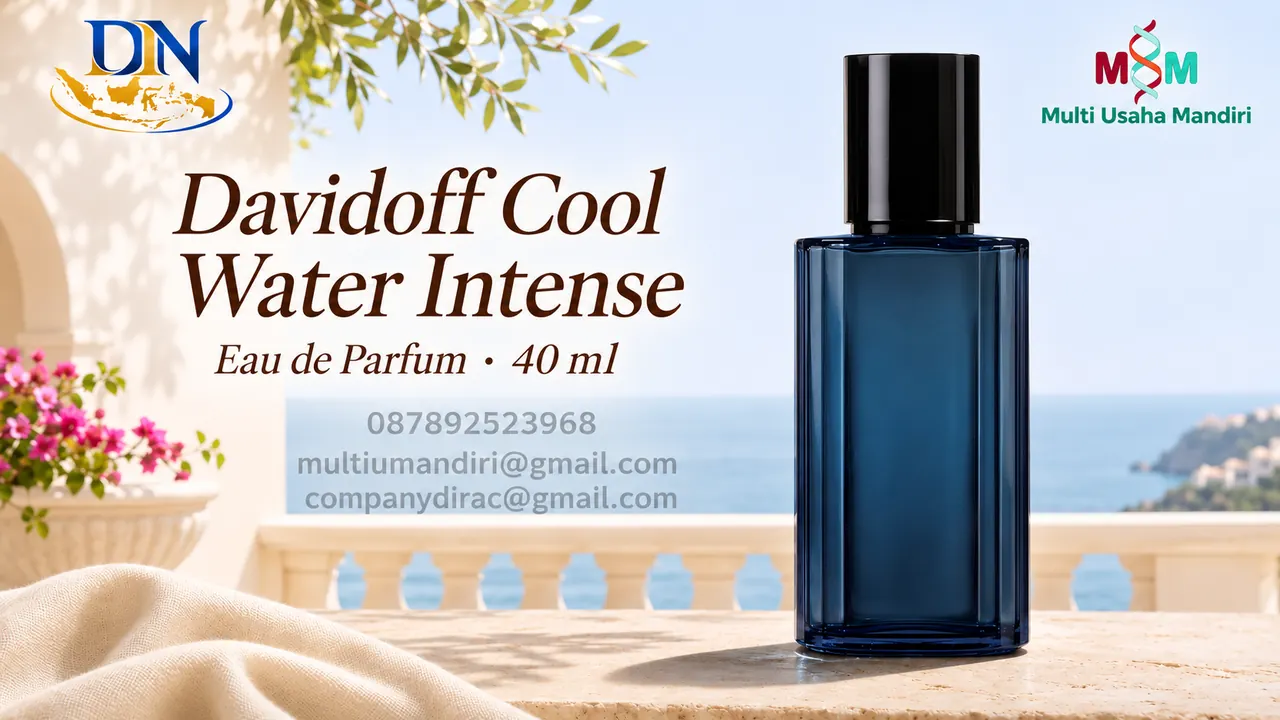 DN
MSM
Multi Usaha Mandiri
Davidoff Cool
Water Intense
Eau de Parfum • 40 ml
087892523968
multiumandiri@gmail.com
companydirac@gmail.com